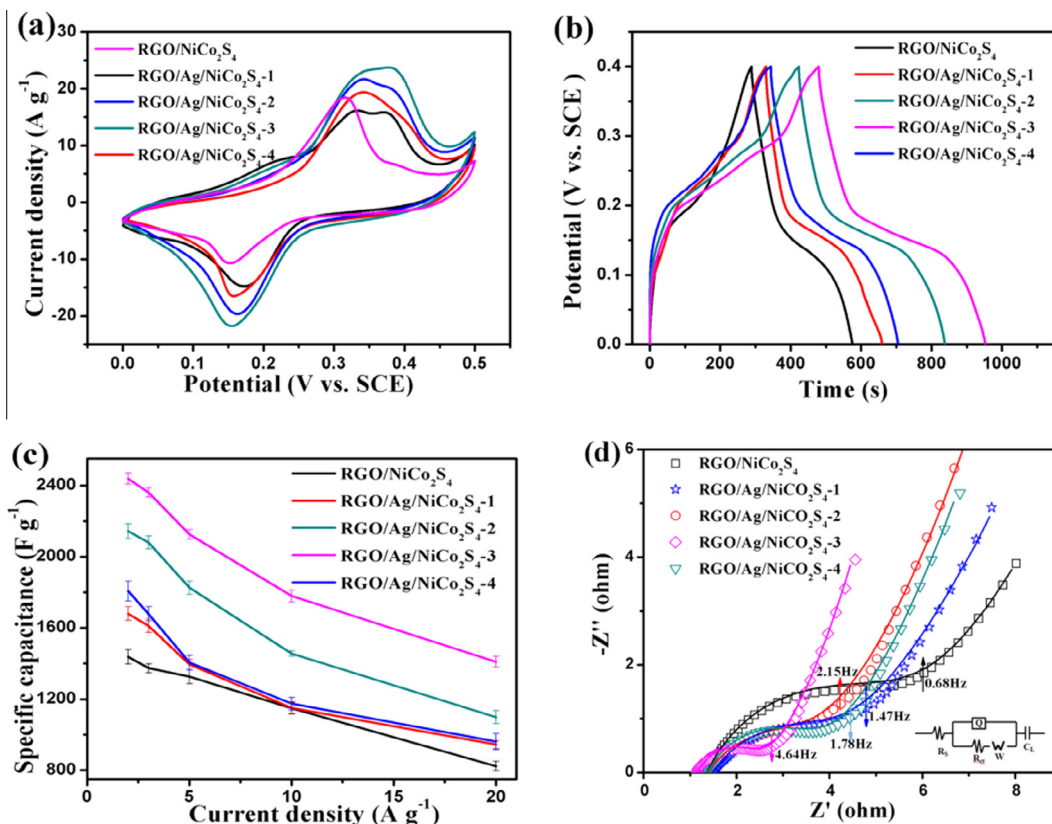 (a)
30
20
10
0
-10
-20
Current density (A g⁻¹)
RGO/NiCo₂S₄
RGO/Ag/NiCo₂S₄-1
RGO/Ag/NiCo₂S₄-2
RGO/Ag/NiCo₂S₄-3
RGO/Ag/NiCo₂S₄-4
0.0 0.1 0.2 0.3 0.4 0.5
Potential (V vs. SCE)
(b)
0.4
0.3
0.2
0.1
0.0
Potential (V vs. SCE)
RGO/NiCo₂S₄
RGO/Ag/NiCo₂S₄-1
RGO/Ag/NiCo₂S₄-2
RGO/Ag/NiCo₂S₄-3
RGO/Ag/NiCo₂S₄-4
0 200 400 600 800 1000
Time (s)
(c)
2400
2000
1600
1200
800
Specific capacitance (F g⁻¹)
RGO/NiCo₂S₄
RGO/Ag/NiCo₂S₄-1
RGO/Ag/NiCo₂S₄-2
RGO/Ag/NiCo₂S₄-3
RGO/Ag/NiCo₂S₄-4
5 10 15 20
Current density (A g⁻¹)
(d)
6
4
2
0
-Z'' (ohm)
RGO/NiCo₂S₄
RGO/Ag/NiCO₂S₄-1
RGO/Ag/NiCO₂S₄-2
RGO/Ag/NiCO₂S₄-3
RGO/Ag/NiCO₂S₄-4
2.15Hz
0.68Hz
1.47Hz
1.78Hz
4.64Hz
Q
Rs
Rct
W
CL
2 4 6 8
Z' (ohm)